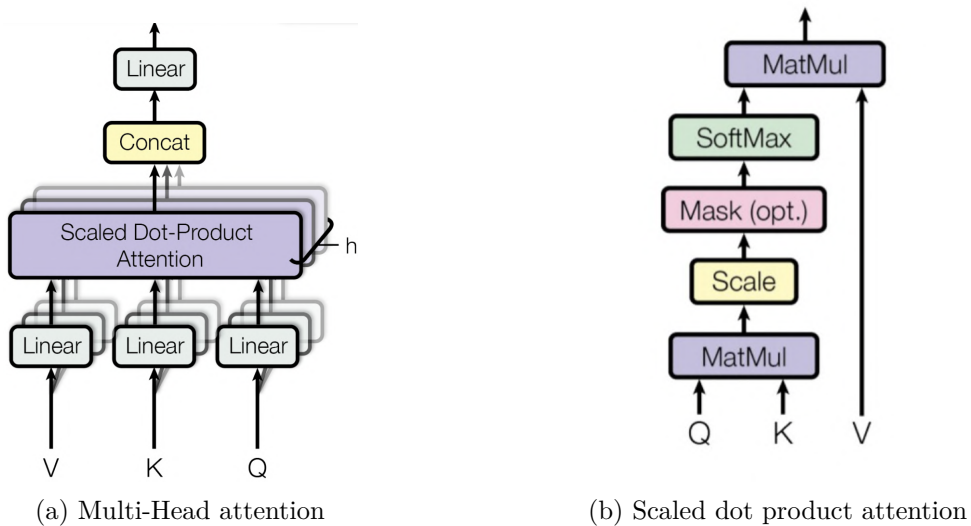 Linear
Concat
Scaled Dot-Product
Attention
h
Linear
Linear
Linear
V
K
Q
(a) Multi-Head attention
MatMul
SoftMax
Mask (opt.)
Scale
MatMul
Q
K
V
(b) Scaled dot product attention